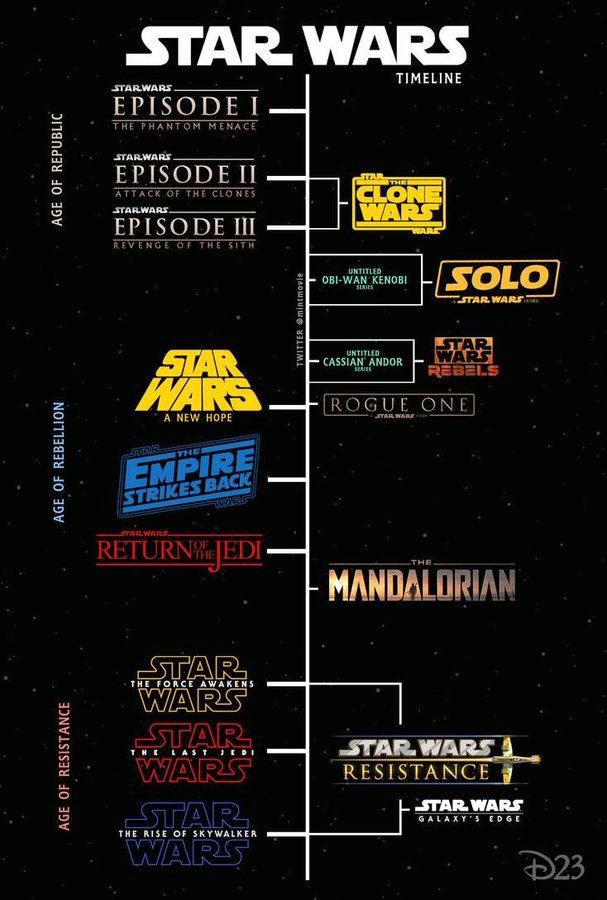 STAR WARS
TIMELINE
AGE OF REPUBLIC
STAR WARS
EPISODE I
THE PHANTOM MENACE
STAR WARS
EPISODE II
ATTACK OF THE CLONES
STAR WARS
THE
CLONE
WARS
STAR WARS
EPISODE III
REVENGE OF THE SITH
UNTITLED
OBI-WAN KENOBI
SERIES
SOLO
A STAR WARS STORY
TWITTER @mintmovie
UNTITLED
CASSIAN ANDOR
SERIES
STAR
WARS
REBELS
AGE OF REBELLION
STAR
WARS
A NEW HOPE
ROGUE ONE
A STAR WARS STORY
STAR
THE
EMPIRE
STRIKES BACK
WARS
STAR WARS
RETURN OF THE JEDI
THE
MANDALORIAN
AGE OF RESISTANCE
STAR
THE FORCE AWAKENS
WARS
STAR
THE LAST JEDI
WARS
STAR WARS
RESISTANCE
STAR
THE RISE OF SKYWALKER
WARS
STAR WARS
GALAXY'S EDGE
D23